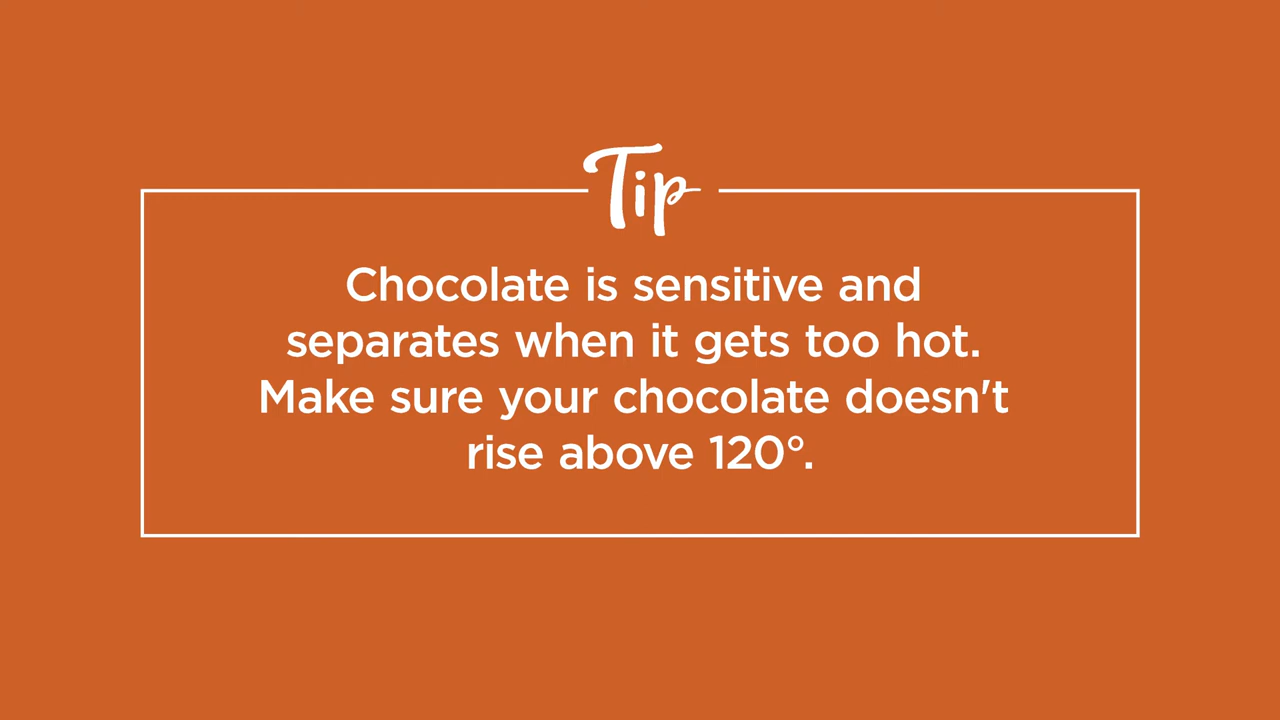 Tip
Chocolate is sensitive and
separates when it gets too hot.
Make sure your chocolate doesn't
rise above 120°.